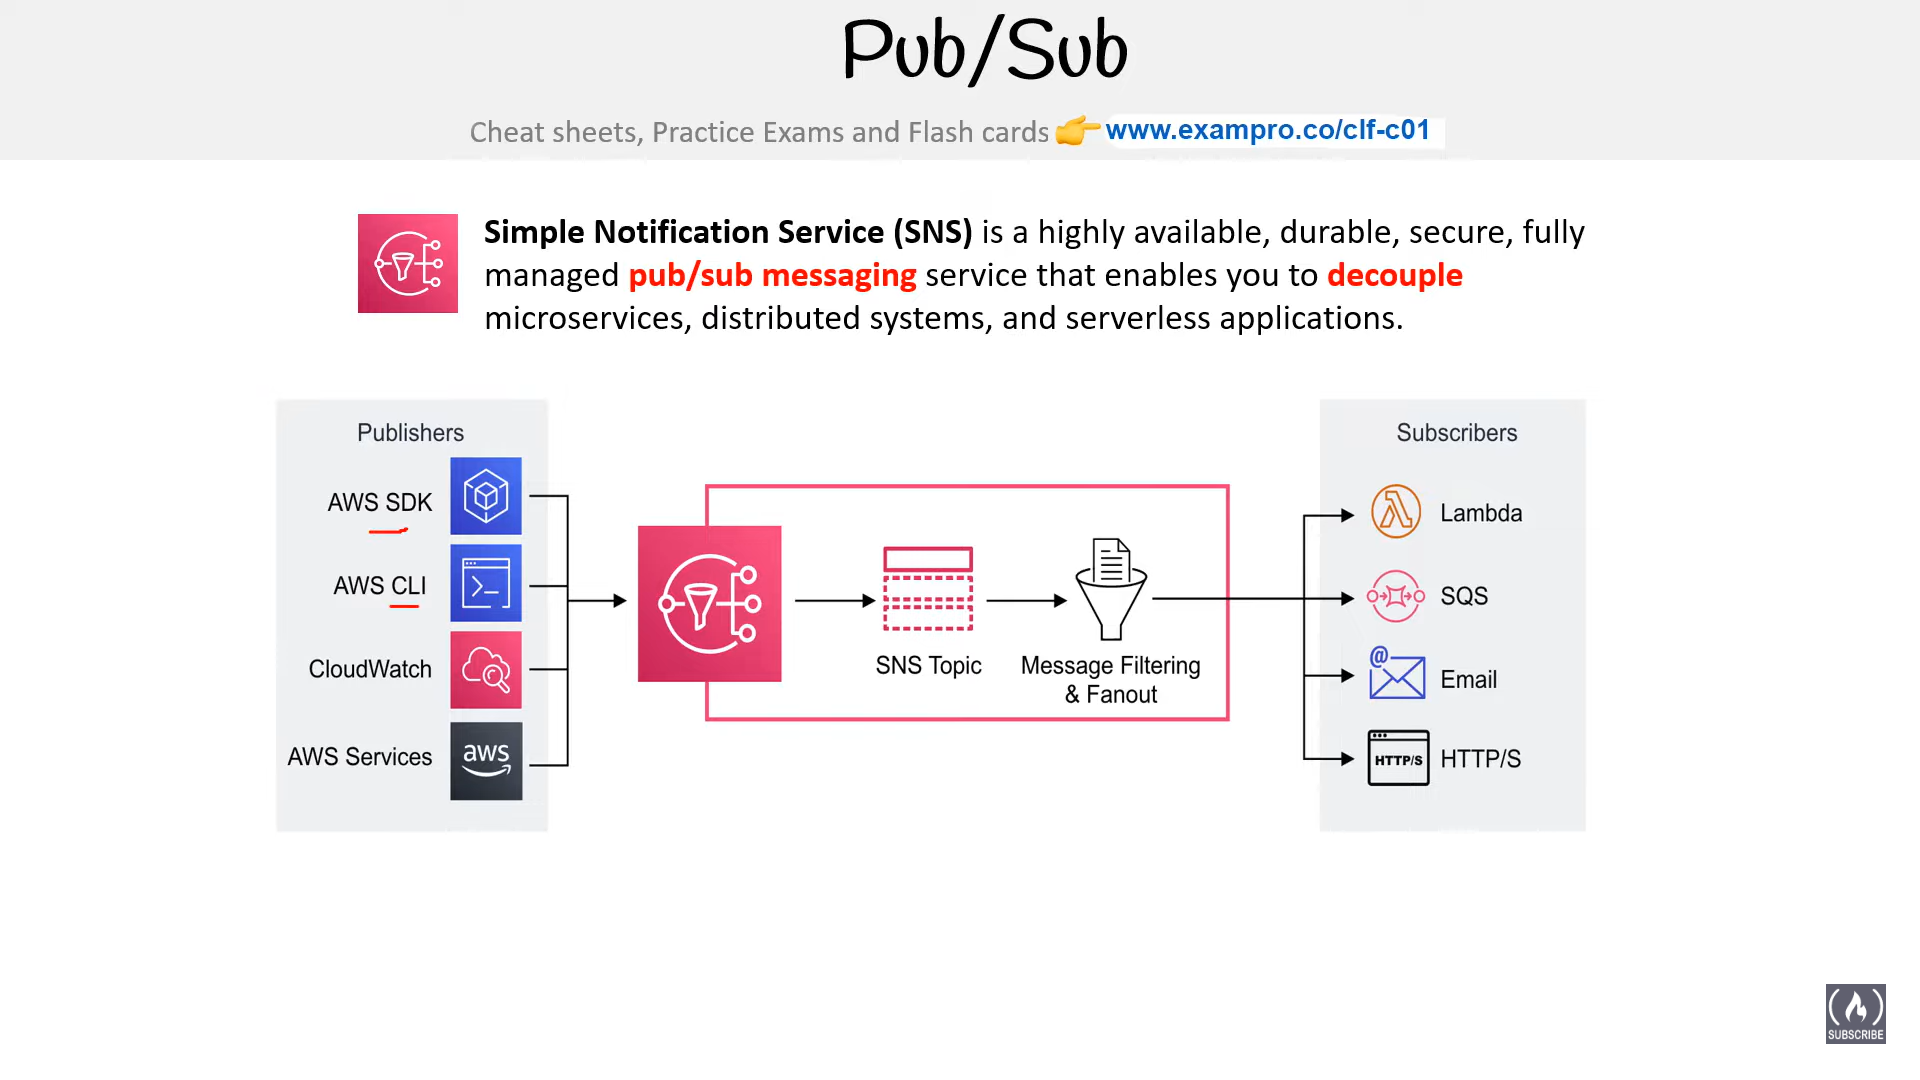 Pub/Sub
Cheat sheets, Practice Exams and Flash cards 👉 www.exampro.co/clf-c01
Simple Notification Service (SNS) is a highly available, durable, secure, fully
managed pub/sub messaging service that enables you to decouple
microservices, distributed systems, and serverless applications.
Publishers
AWS SDK
AWS CLI
CloudWatch
AWS Services
aws
SNS Topic
Message Filtering
& Fanout
Subscribers
Lambda
SQS
@
Email
HTTP/S
HTTP/S
SUBSCRIBE